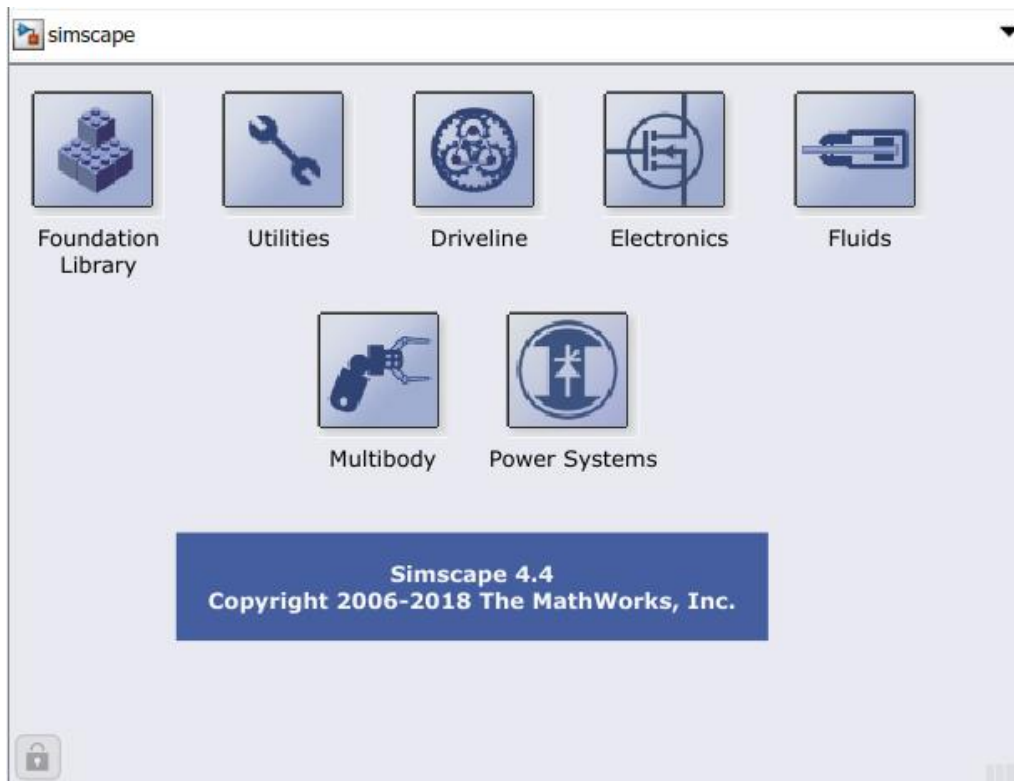 simscape
Foundation
Library
Utilities
Driveline
Electronics
Fluids
Multibody
Power Systems
Simscape 4.4
Copyright 2006-2018 The MathWorks, Inc.